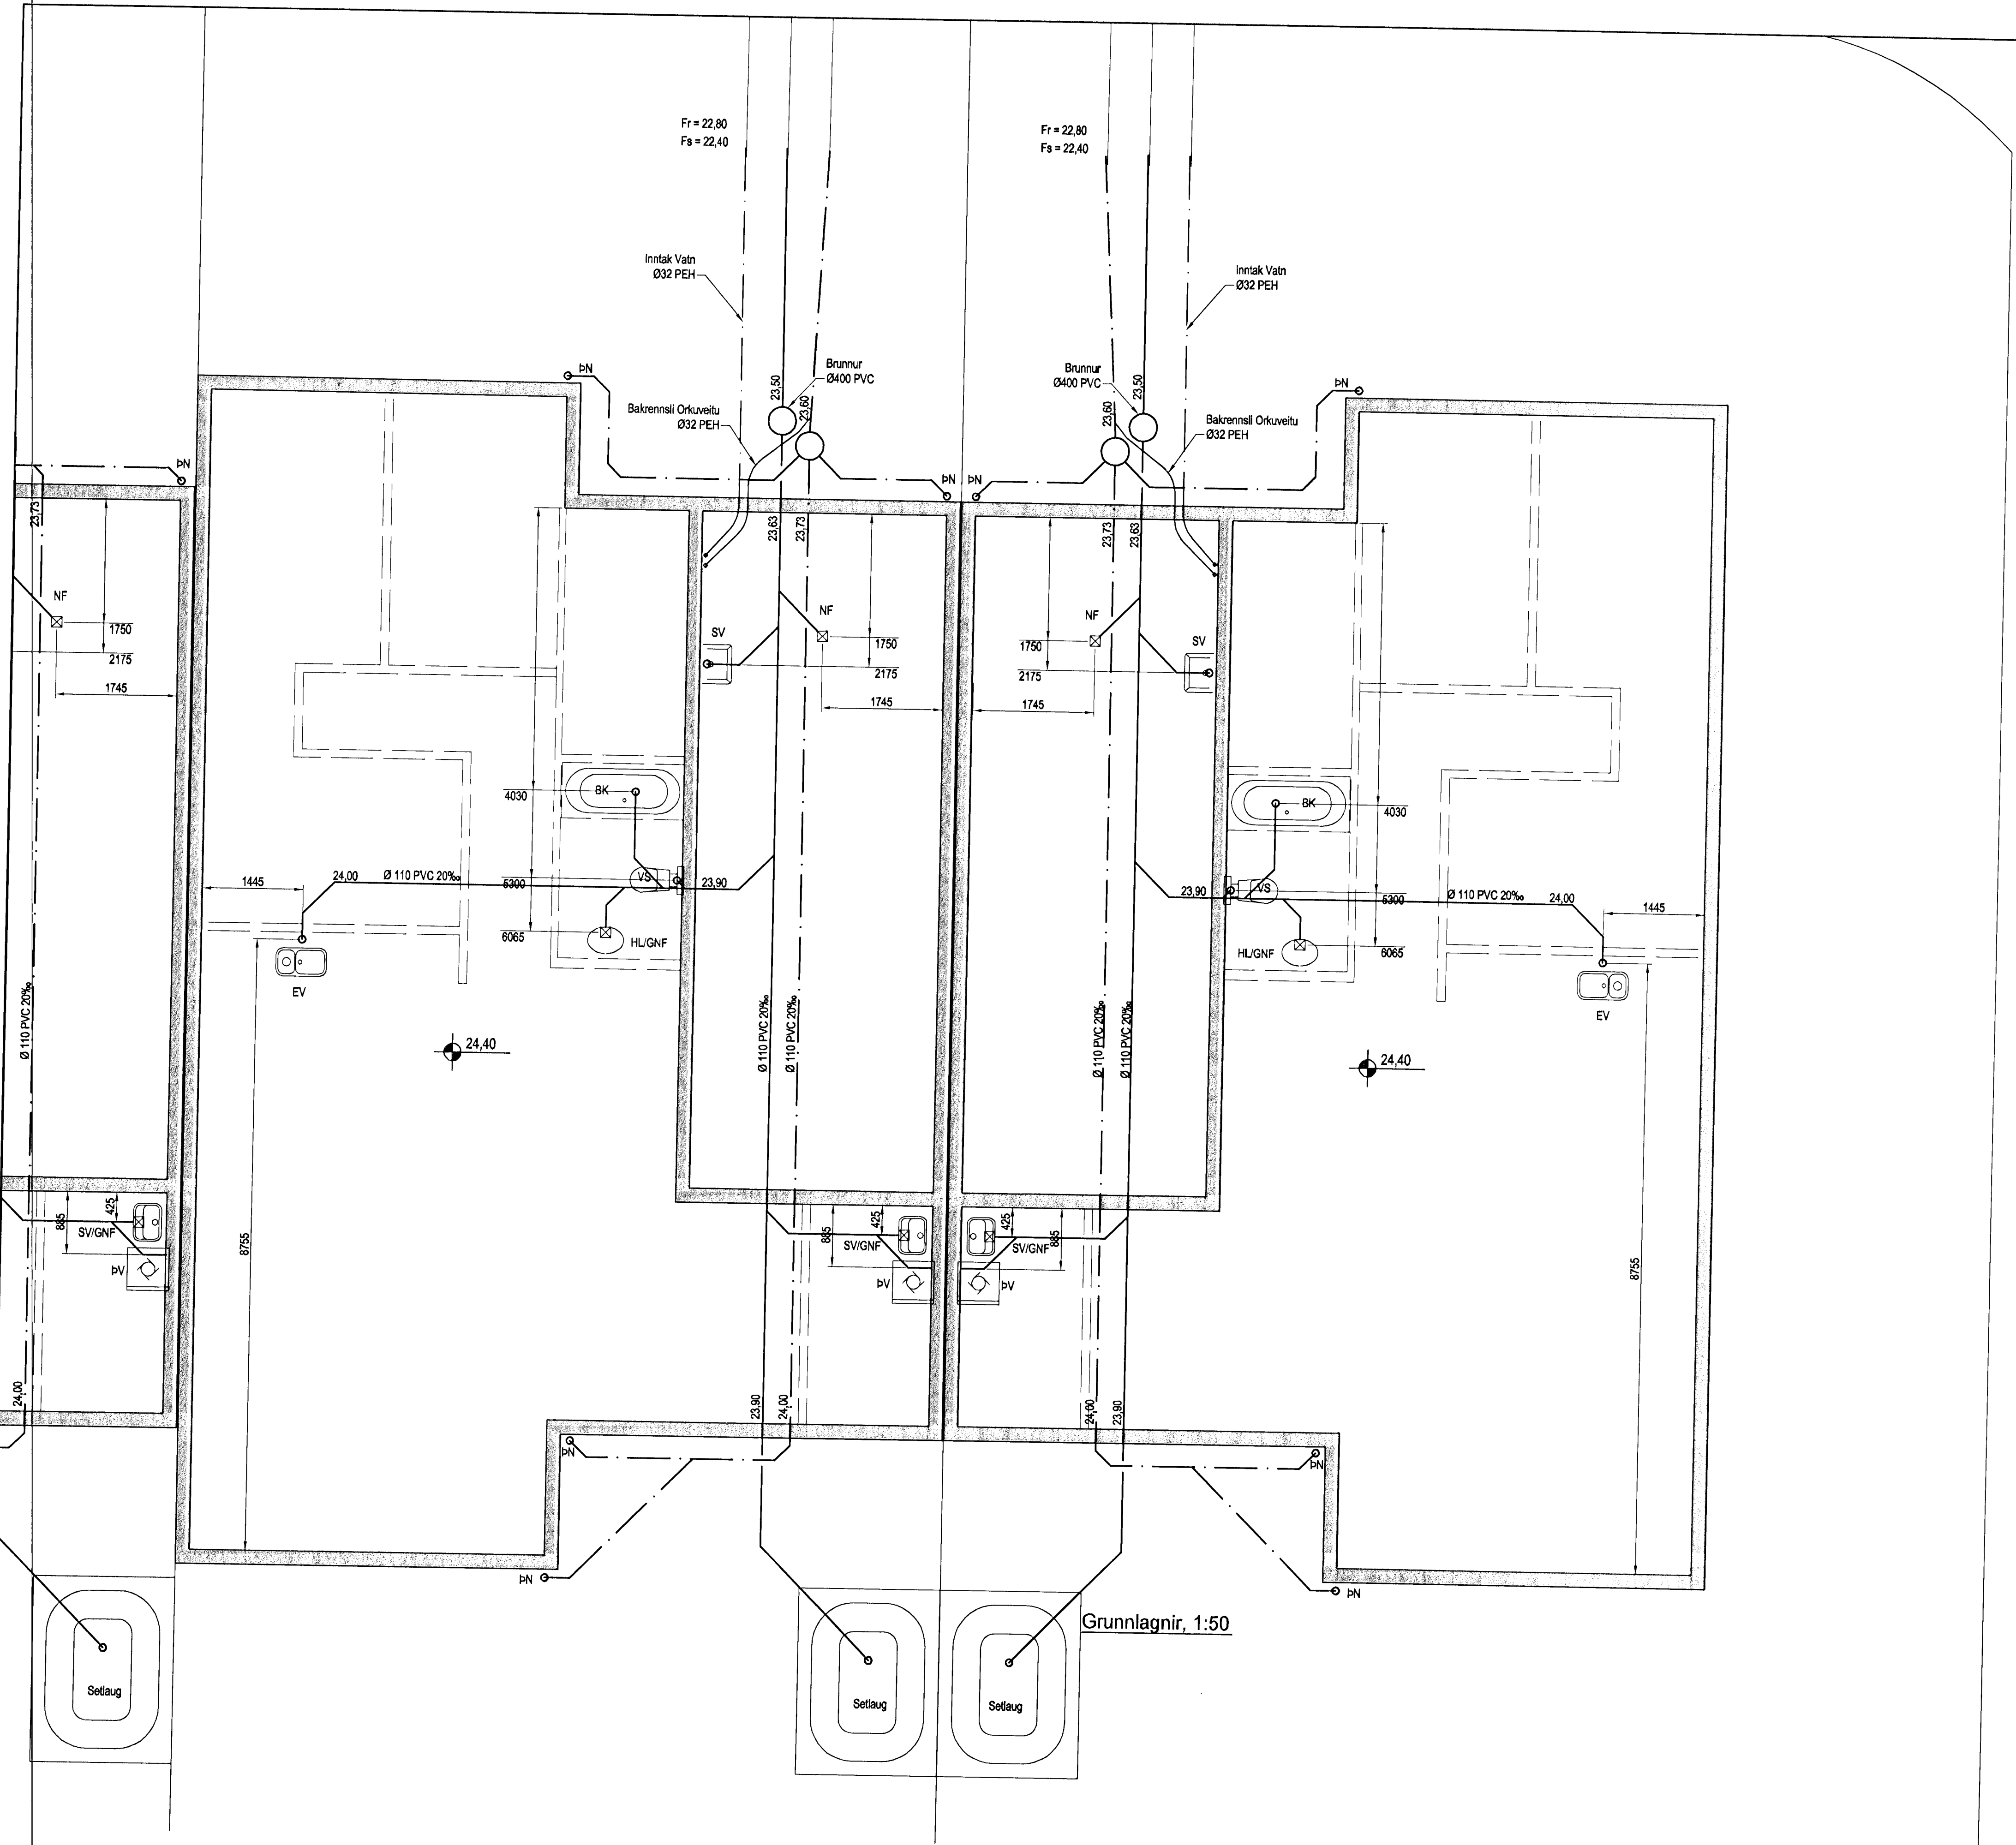 Fr = 22,80
Fs = 22,40
Fr = 22,80
Fs = 22,40
Inntak Vatn
Ø32 PEH
Inntak Vatn
Ø32 PEH
ÞN
Brunnur
Ø400 PVC
23,50
23,60
Bakrennsli Orkuveitu
Ø32 PEH
Brunnur
Ø400 PVC
23,50
23,60
Bakrennsli Orkuveitu
Ø32 PEH
ÞN
ÞN
ÞN
ÞN
23,73
23,63
23,73
23,73
23,63
NF
1750
2175
1745
SV
NF
1750
2175
1745
NF
1750
2175
1745
SV
BK
4030
BK
4030
1445
24,00
Ø 110 PVC 20‰
5300
VS
23,90
23,90
VS
5300
Ø 110 PVC 20‰
24,00
1445
6065
HL/GNF
HL/GNF
6065
EV
EV
Ø 110 PVC 20‰
Ø 110 PVC 20‰
Ø 110 PVC 20‰
Ø 110 PVC 20‰
Ø 110 PVC 20‰
24,40
24,40
885
425
SV/GNF
ÞV
8755
885
425
SV/GNF
ÞV
425
885
SV/GNF
ÞV
8755
24,00
23,90
24,00
24,00
23,90
ÞN
ÞN
ÞN
ÞN
Grunnlagnir, 1:50
Setlaug
Setlaug
Setlaug